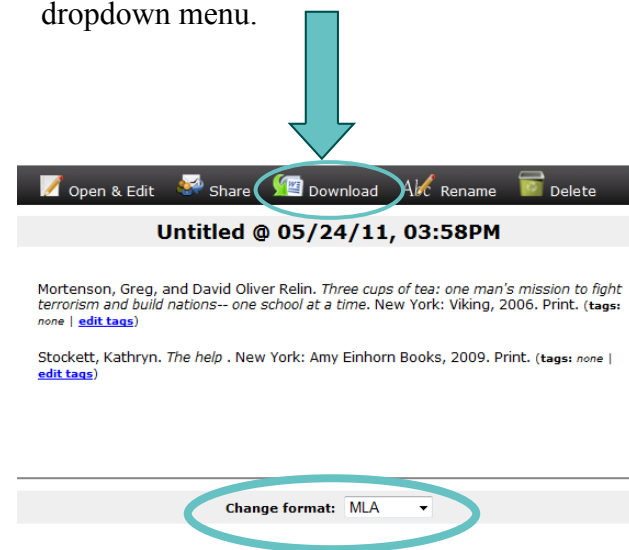 dropdown menu.
Open & Edit Share Download Abc Rename Delete
Untitled @ 05/24/11, 03:58PM
Mortenson, Greg, and David Oliver Relin. Three cups of tea: one man's mission to fight
terrorism and build nations-- one school at a time. New York: Viking, 2006. Print. (tags:
none | edit tags)
Stockett, Kathryn. The help . New York: Amy Einhorn Books, 2009. Print. (tags: none |
edit tags)
Change format: MLA